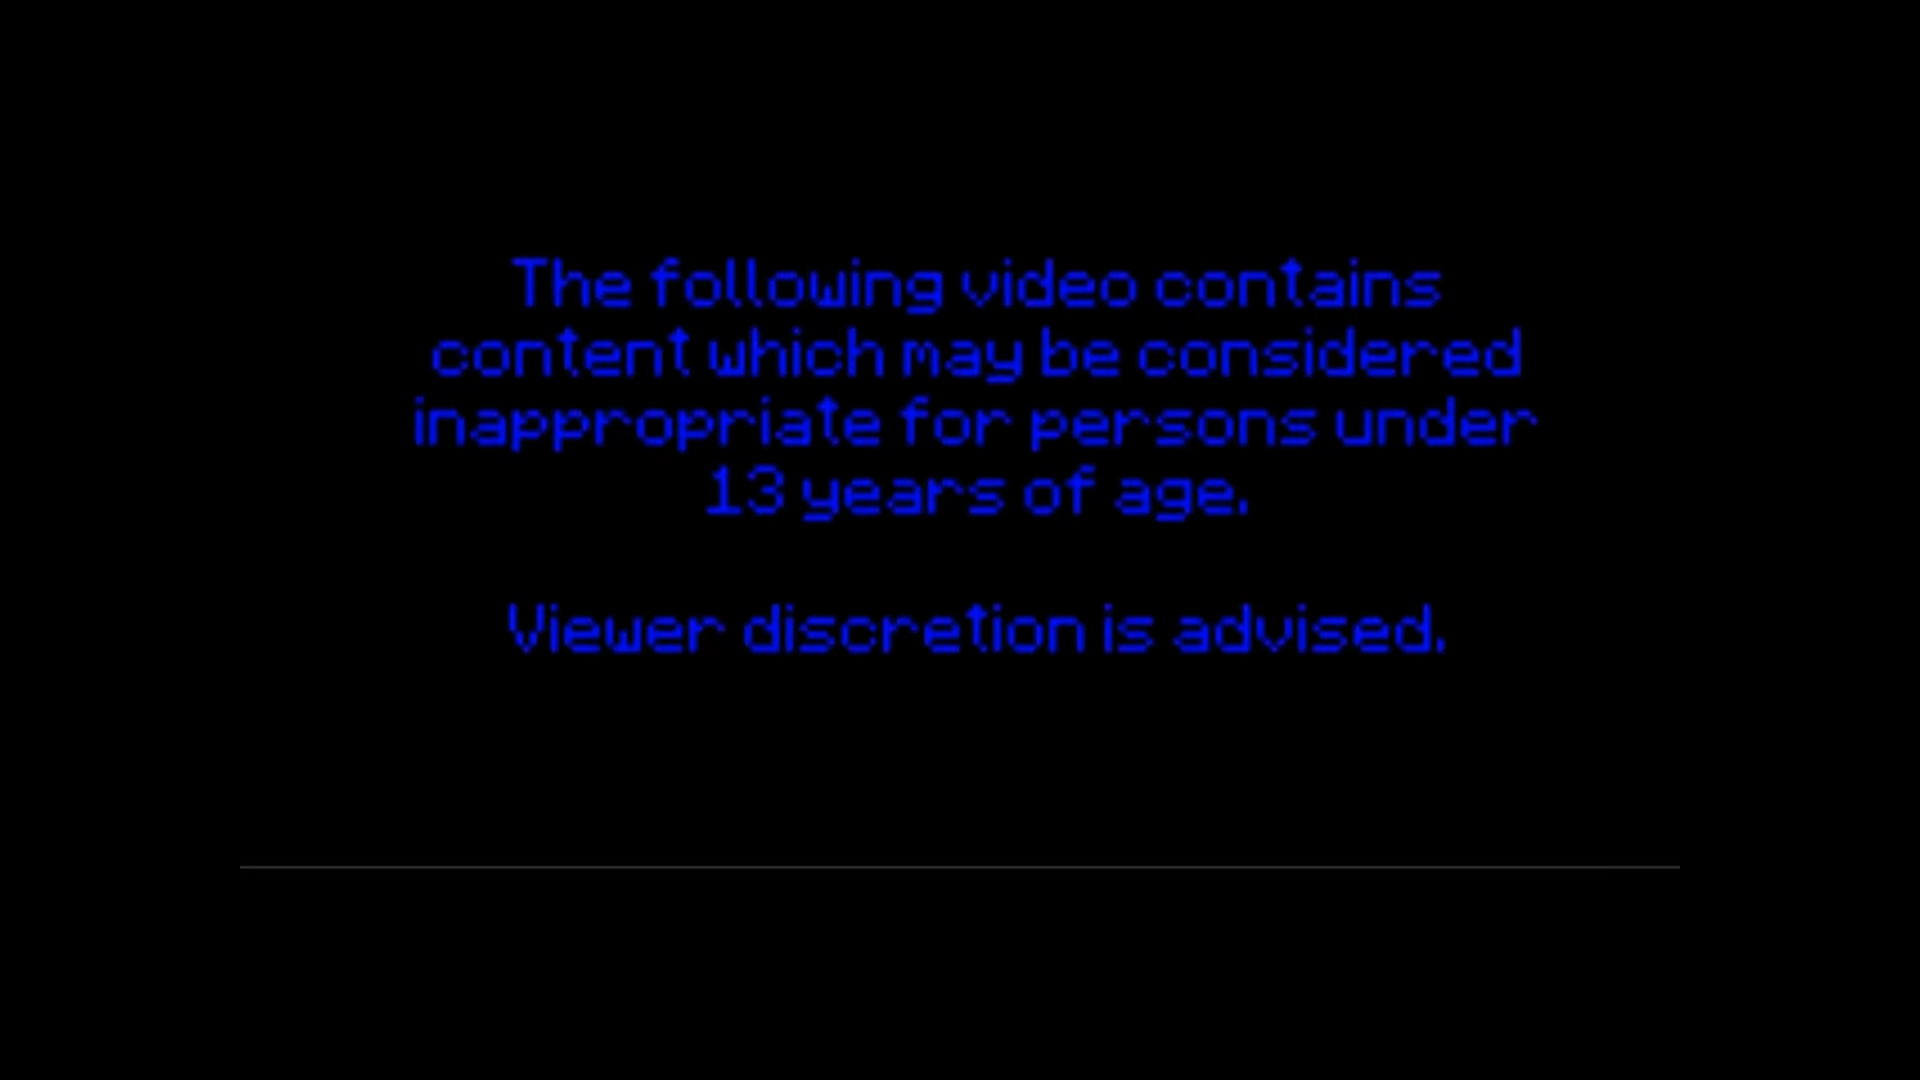 The following video contains
content which may be considered
inappropriate for persons under
13 years of age.
Viewer discretion is advised.